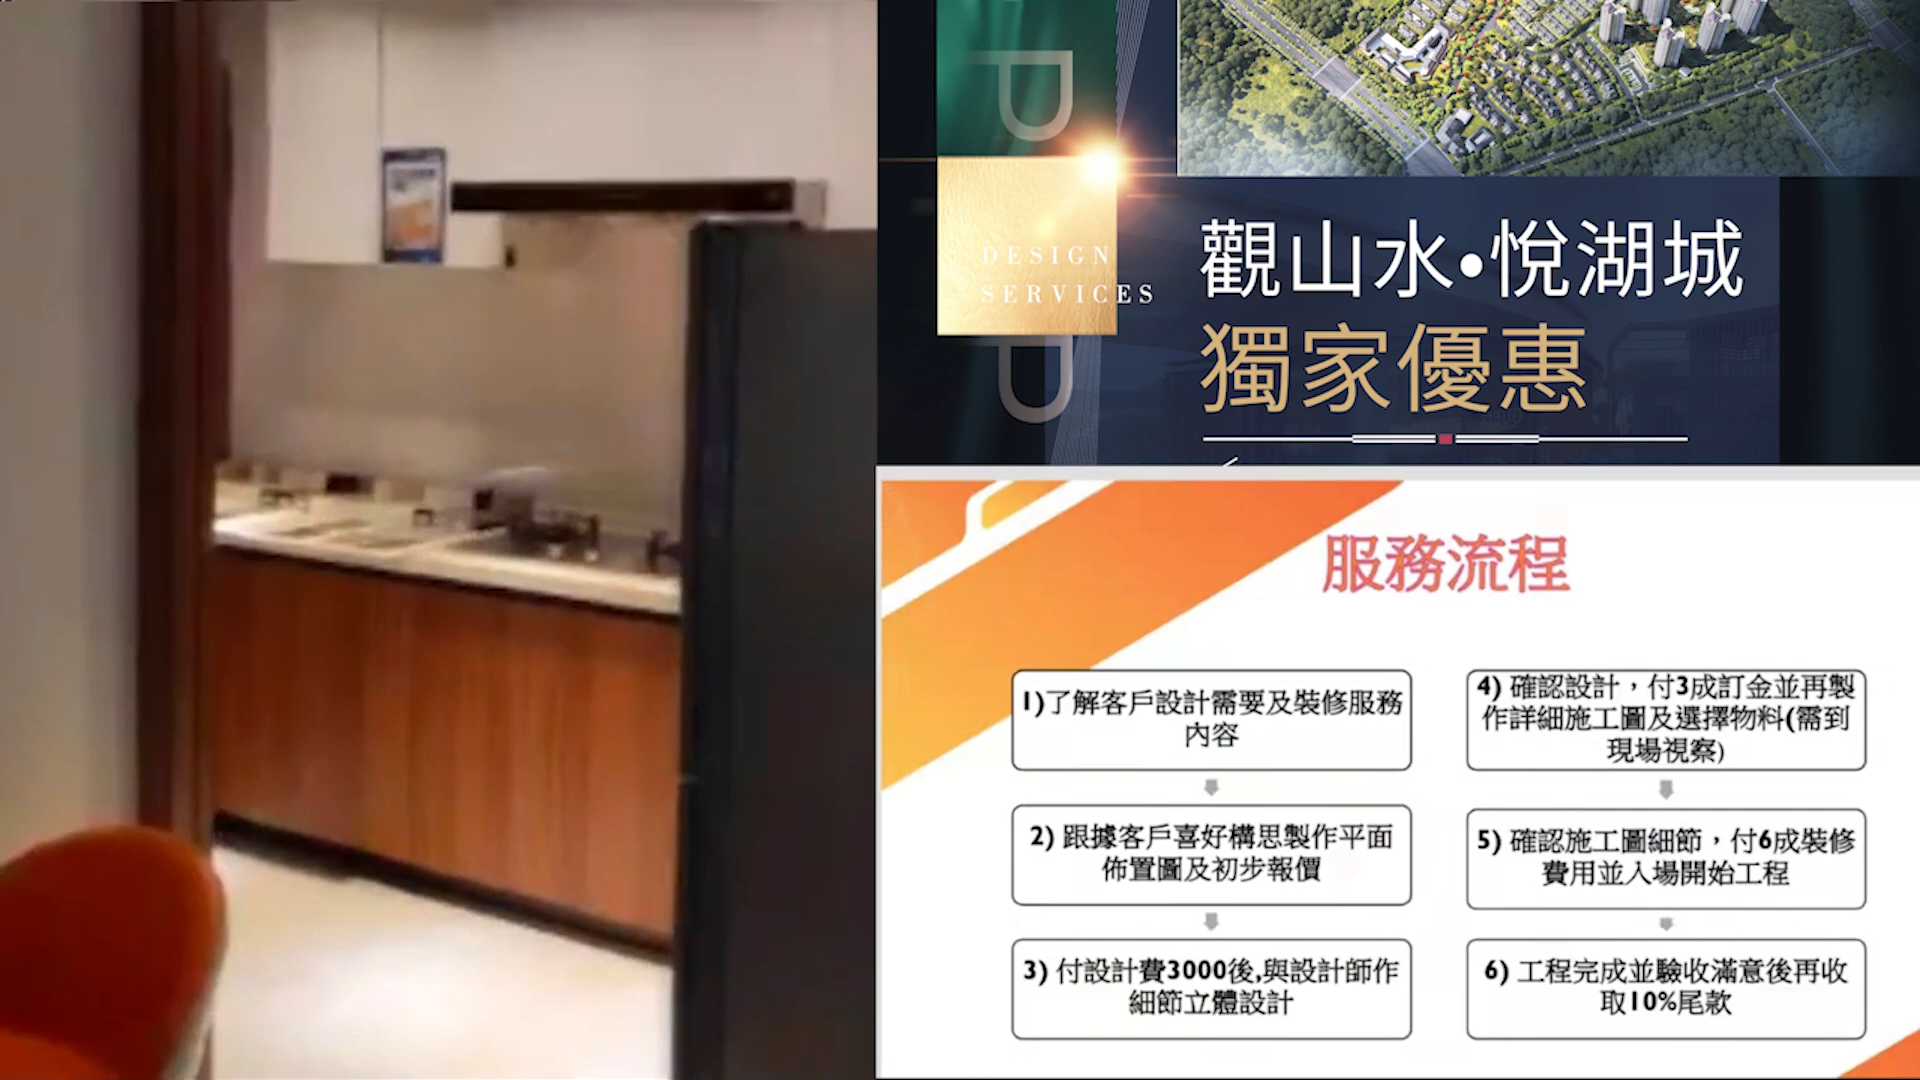 P
DESIGN
SERVICES
P
觀山水•悅湖城
獨家優惠
服務流程
1)了解客戶設計需要及裝修服務
內容
2) 跟據客戶喜好構思製作平面
佈置圖及初步報價
3) 付設計費3000後,與設計師作
細節立體設計
4) 確認設計，付3成訂金並再製
作詳細施工圖及選擇物料(需到
現場視察)
5) 確認施工圖細節，付6成裝修
費用並入場開始工程
6) 工程完成並驗收滿意後再收
取10%尾款